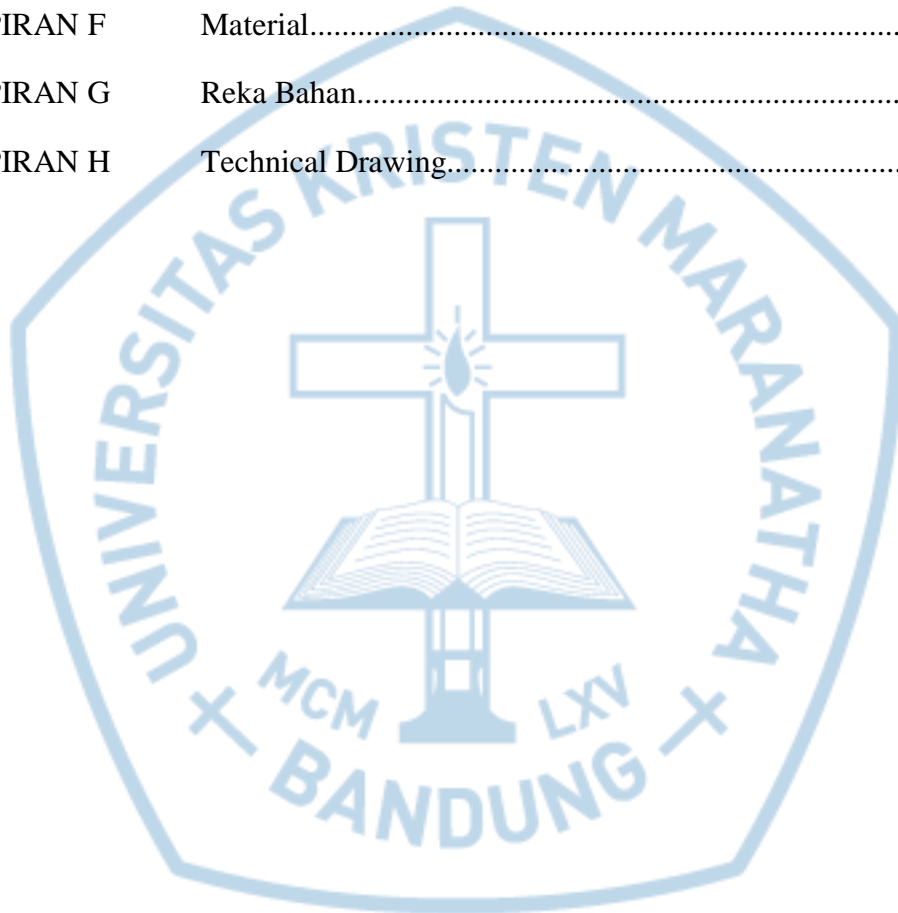 PIRAN F Material..........................................................................
PIRAN G Reka Bahan....................................................................
PIRAN H Technical Drawing.........................................................
UNIVERSITAS KRISTEN MARANATHA
MCM LXV
BANDUNG